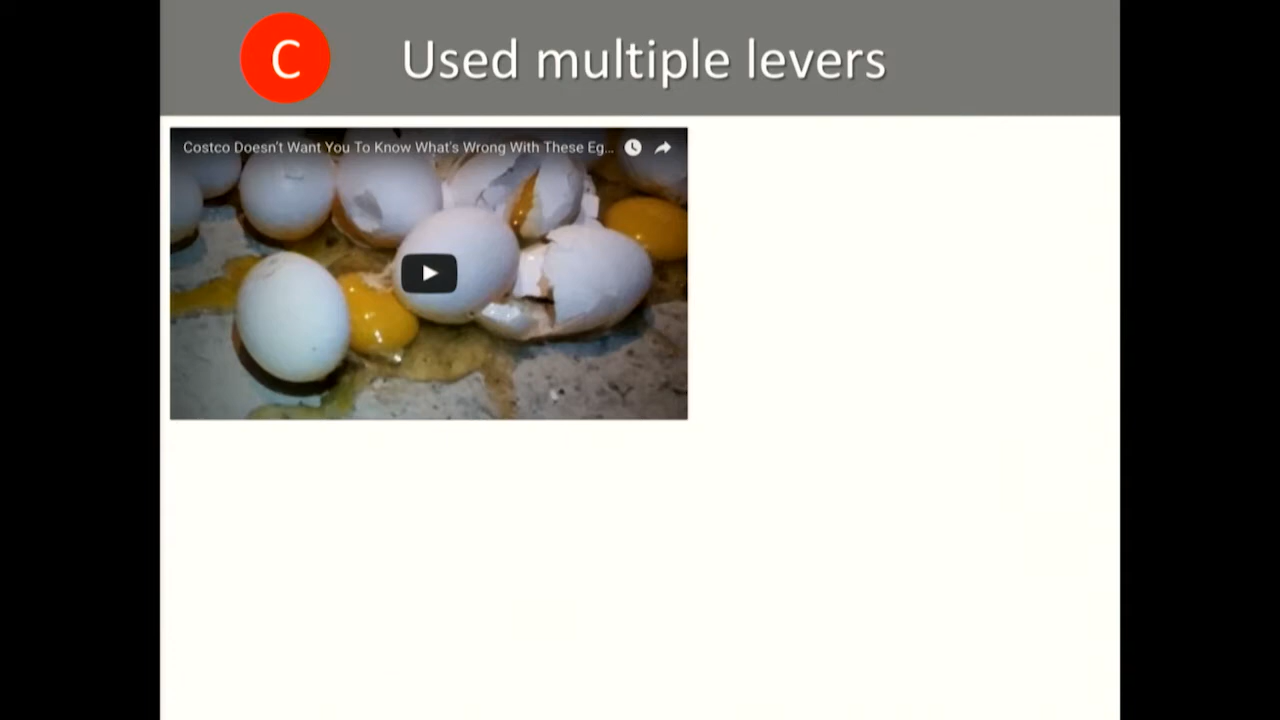 C
Used multiple levers
Costco Doesn't Want You To Know What's Wrong With These Eg...